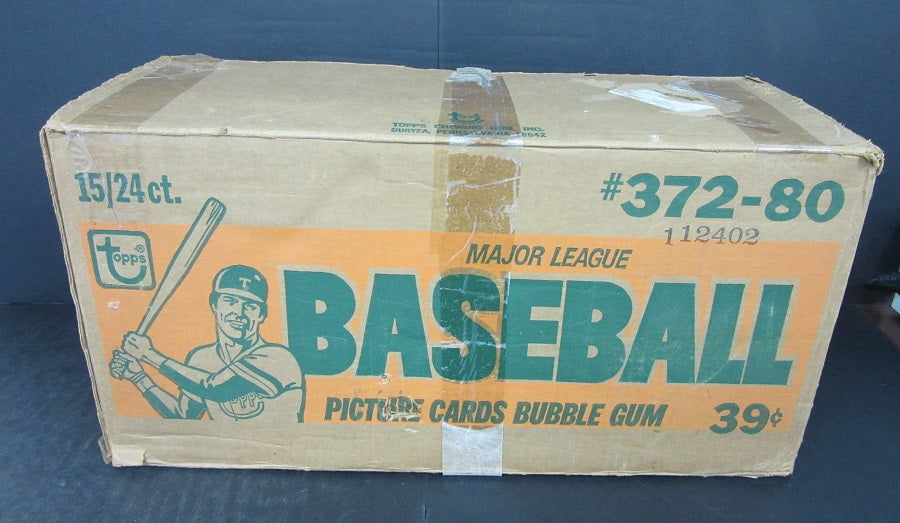 TOPPS CHEWING GUM, INC.
DURYEA, PENNSYLVANIA 18642
15/24 ct.
#372-80
112402
topps®
MAJOR LEAGUE
T
BASEBALL
TOPPS
PICTURE CARDS BUBBLE GUM
39¢